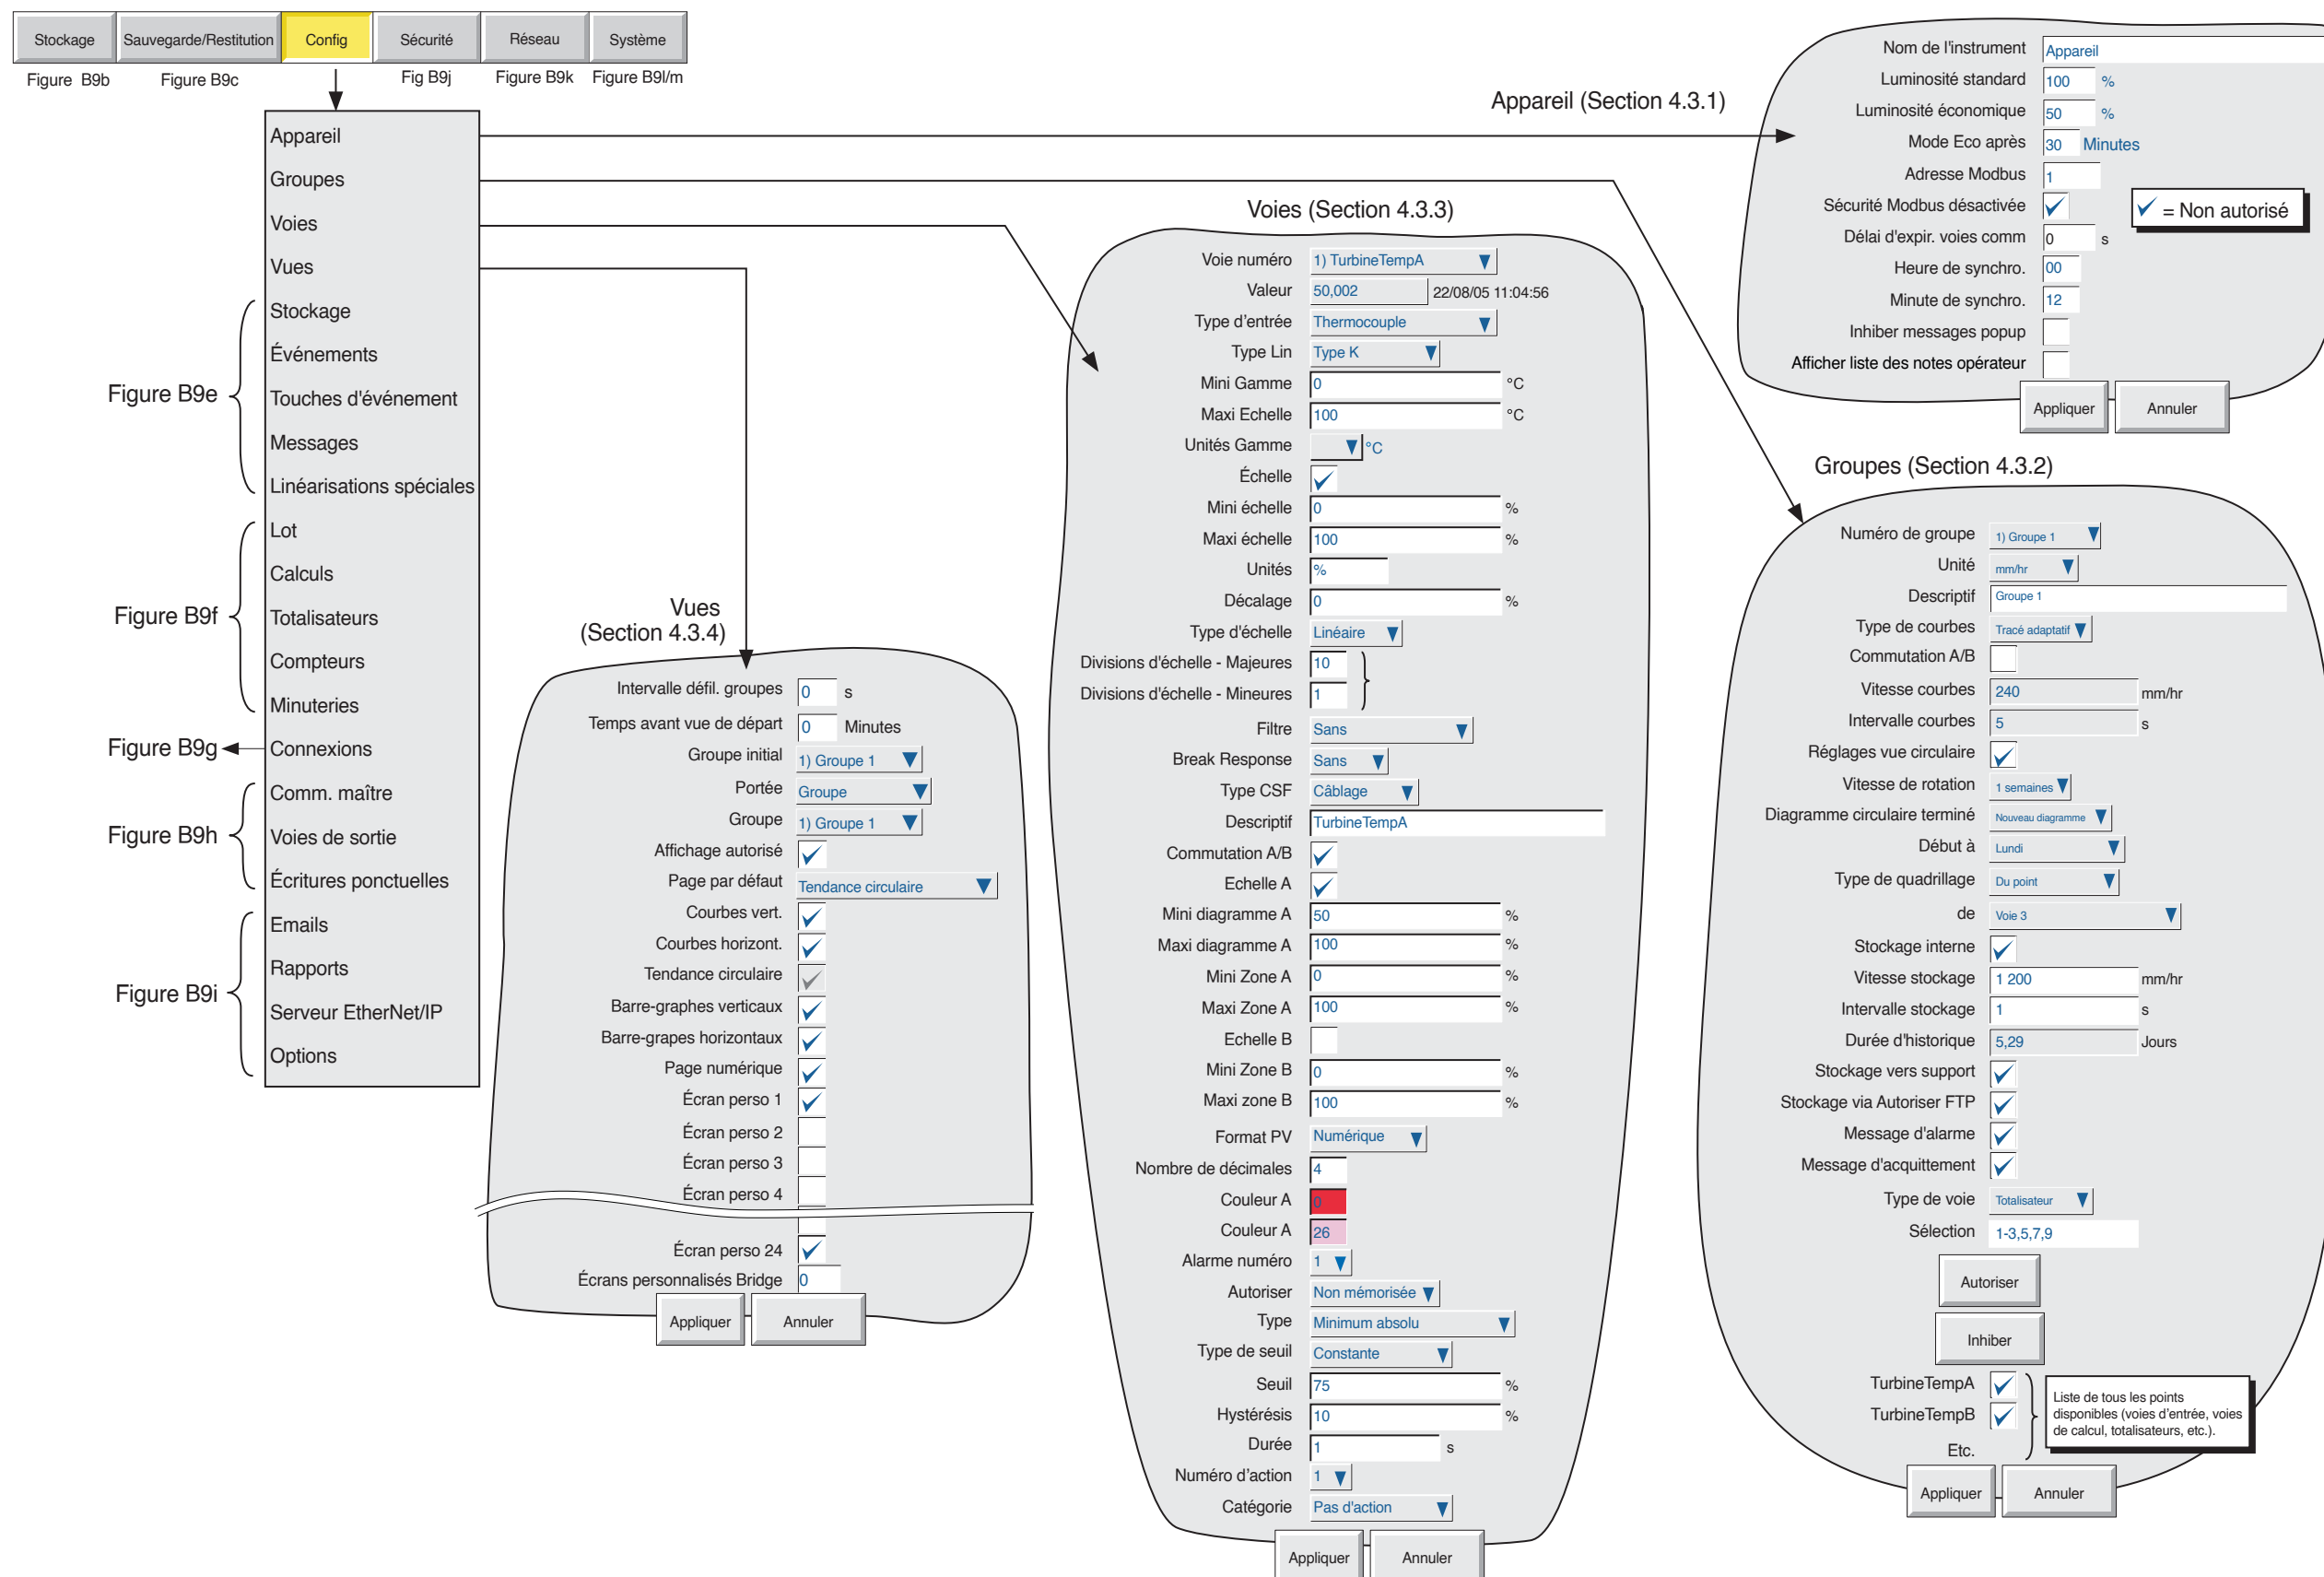 Stockage
Sauvegarde/Restitution
Config
Sécurité
Réseau
Système
Figure B9b
Figure B9c
Fig B9j
Figure B9k
Figure B9l/m
Appareil
Groupes
Voies
Vues
Stockage
Événements
Touches d'événement
Messages
Linéarisations spéciales
Lot
Calculs
Totalisateurs
Compteurs
Minuteries
Connexions
Comm. maître
Voies de sortie
Écritures ponctuelles
Emails
Rapports
Serveur EtherNet/IP
Options
Figure B9e
Figure B9f
Figure B9g
Figure B9h
Figure B9i
Vues
(Section 4.3.4)
Intervalle défil. groupes 0 s
Temps avant vue de départ 0 Minutes
Groupe initial 1) Groupe 1
Portée Groupe
Groupe 1) Groupe 1
Affichage autorisé
Page par défaut Tendance circulaire
Courbes vert.
Courbes horizont.
Tendance circulaire
Barre-graphes verticaux
Barre-grapes horizontaux
Page numérique
Écran perso 1
Écran perso 2
Écran perso 3
Écran perso 4
Écran perso 24
Écrans personnalisés Bridge 0
Appliquer Annuler
Voies (Section 4.3.3)
Voie numéro 1) TurbineTempA
Valeur 50,002 22/08/05 11:04:56
Type d’entrée Thermocouple
Type Lin Type K
Mini Gamme 0 °C
Maxi Echelle 100 °C
Unités Gamme °C
Échelle
Mini échelle 0 %
Maxi échelle 100 %
Unités %
Décalage 0 %
Type d'échelle Linéaire
Divisions d'échelle - Majeures 10
Divisions d'échelle - Mineures 1
Filtre Sans
Break Response Sans
Type CSF Câblage
Descriptif TurbineTempA
Commutation A/B
Echelle A
Mini diagramme A 50 %
Maxi diagramme A 100 %
Mini Zone A 0 %
Maxi Zone A 100 %
Echelle B
Mini Zone B 0 %
Maxi zone B 100 %
Format PV Numérique
Nombre de décimales 4
Couleur A 0
Couleur A 26
Alarme numéro 1
Autoriser Non mémorisée
Type Minimum absolu
Type de seuil Constante
Seuil 75 %
Hystérésis 10 %
Durée 1 s
Numéro d’action 1
Catégorie Pas d'action
Appliquer Annuler
Appareil (Section 4.3.1)
Nom de l'instrument Appareil
Luminosité standard 100 %
Luminosité économique 50 %
Mode Eco après 30 Minutes
Adresse Modbus 1
Sécurité Modbus désactivée
= Non autorisé
Délai d'expir. voies comm 0 s
Heure de synchro. 00
Minute de synchro. 12
Inhiber messages popup
Afficher liste des notes opérateur
Appliquer Annuler
Groupes (Section 4.3.2)
Numéro de groupe 1) Groupe 1
Unité mm/hr
Descriptif Groupe 1
Type de courbes Tracé adaptatif
Commutation A/B
Vitesse courbes 240 mm/hr
Intervalle courbes 5 s
Réglages vue circulaire
Vitesse de rotation 1 semaines
Diagramme circulaire terminé Nouveau diagramme
Début à Lundi
Type de quadrillage Du point
de Voie 3
Stockage interne
Vitesse stockage 1 200 mm/hr
Intervalle stockage 1 s
Durée d'historique 5,29 Jours
Stockage vers support
Stockage via Autoriser FTP
Message d'alarme
Message d'acquittement
Type de voie Totalisateur
Sélection 1-3,5,7,9
Autoriser
Inhiber
TurbineTempA
TurbineTempB
Etc.
Liste de tous les points
disponibles (voies d’entrée, voies
de calcul, totalisateurs, etc.).
Appliquer Annuler